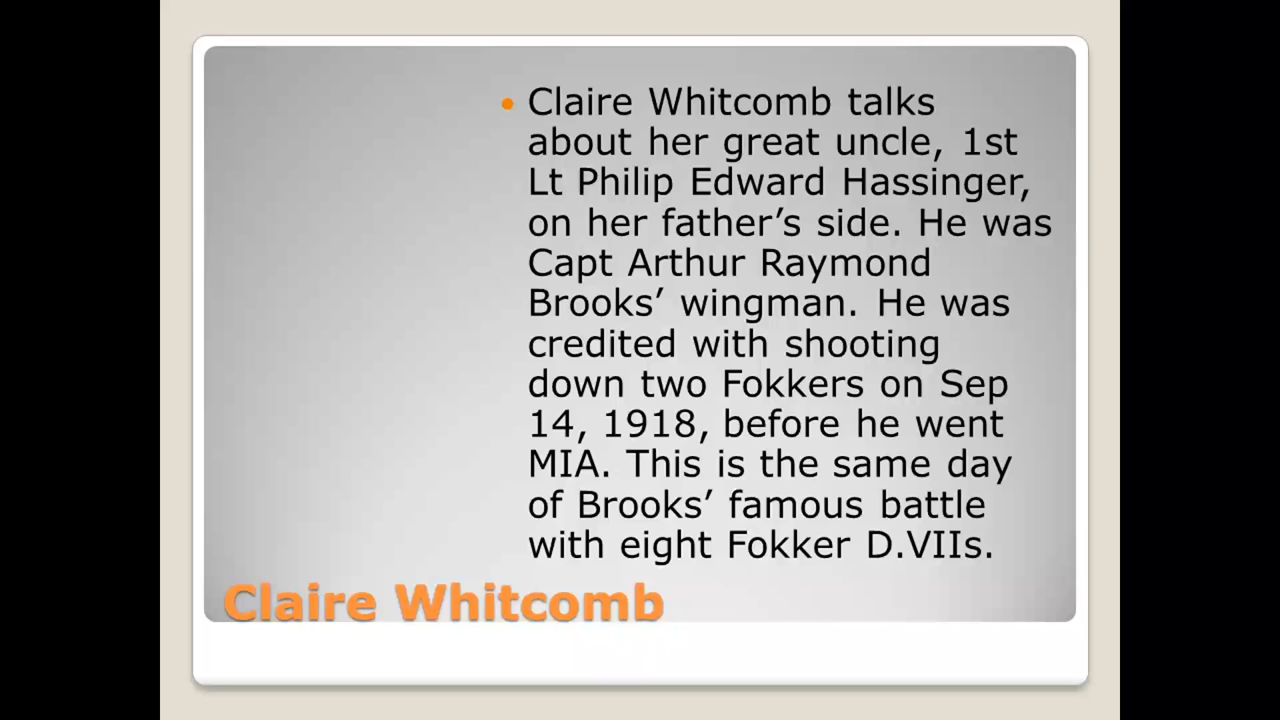 Claire Whitcomb talks
about her great uncle, 1st
Lt Philip Edward Hassinger,
on her father’s side. He was
Capt Arthur Raymond
Brooks’ wingman. He was
credited with shooting
down two Fokkers on Sep
14, 1918, before he went
MIA. This is the same day
of Brooks’ famous battle
with eight Fokker D.VIIs.
Claire Whitcomb